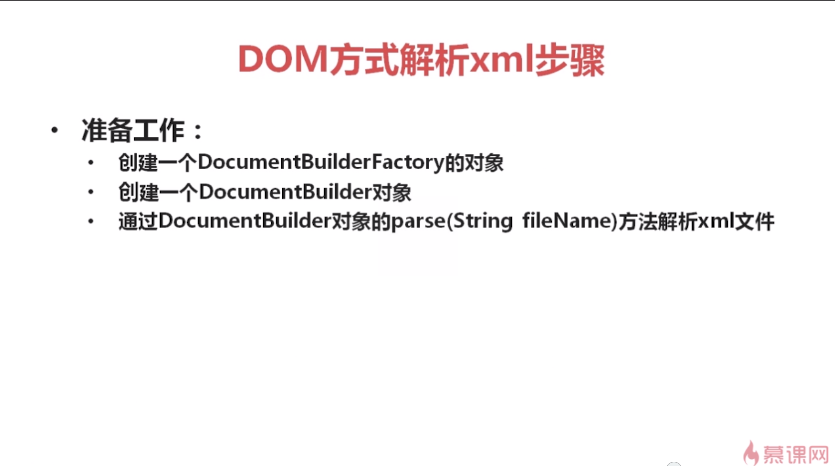 DOM方式解析xml步骤
• 准备工作：
• 创建一个DocumentBuilderFactory的对象
• 创建一个DocumentBuilder对象
• 通过DocumentBuilder对象的parse(String fileName)方法解析xml文件
慕课网